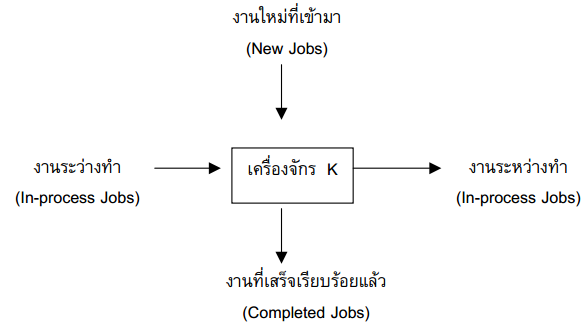 งานใหม่ที่เข้ามา
(New Jobs)
งานระว่างทำ
(In-process Jobs)
เครื่องจักร K
งานระหว่างทำ
(In-process Jobs)
งานที่เสร็จเรียบร้อยแล้ว
(Completed Jobs)